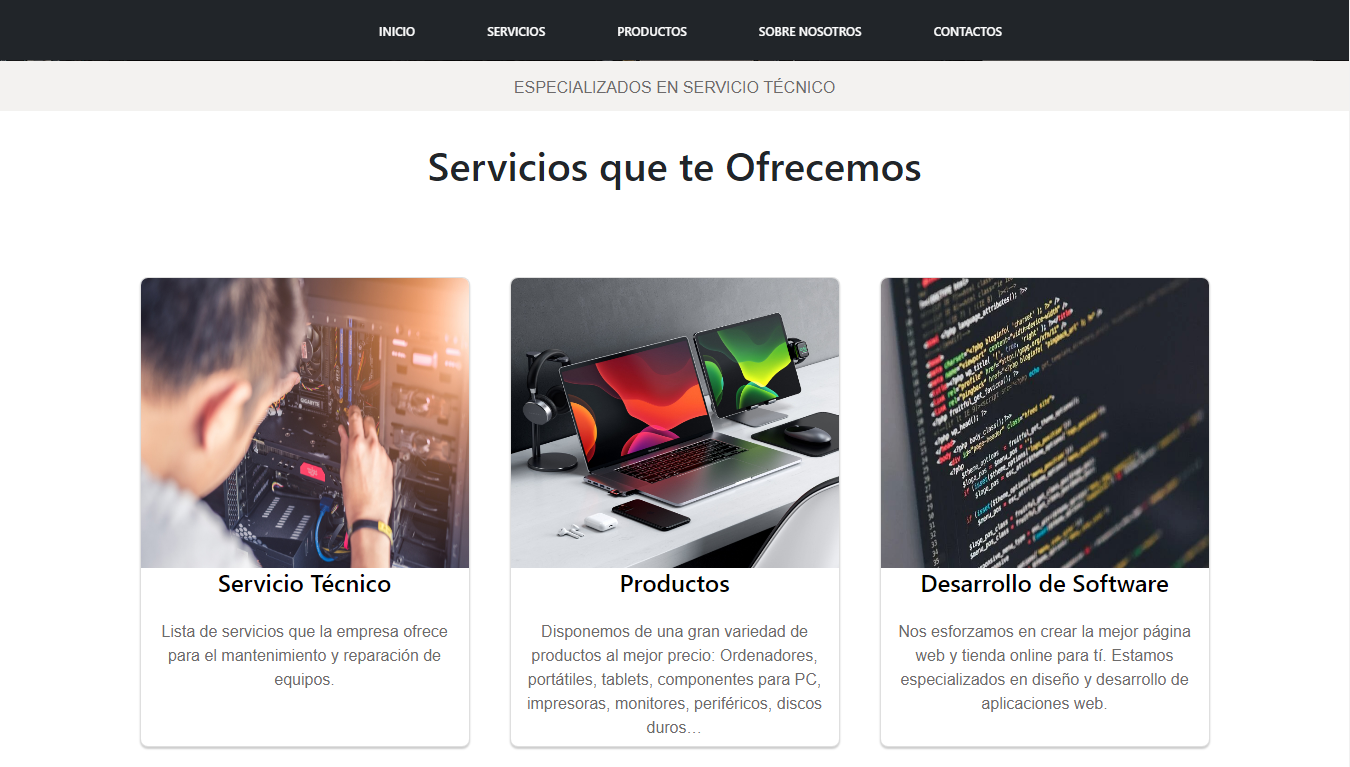 INICIO SERVICIOS PRODUCTOS SOBRE NOSOTROS CONTACTOS
ESPECIALIZADOS EN SERVICIO TÉCNICO
Servicios que te Ofrecemos
Servicio Técnico
Lista de servicios que la empresa ofrece
para el mantenimiento y reparación de
equipos.
Productos
Disponemos de una gran variedad de
productos al mejor precio: Ordenadores,
portátiles, tablets, componentes para PC,
impresoras, monitores, periféricos, discos
duros...
Desarrollo de Software
Nos esforzamos en crear la mejor página
web y tienda online para tí. Estamos
especializados en diseño y desarrollo de
aplicaciones web.